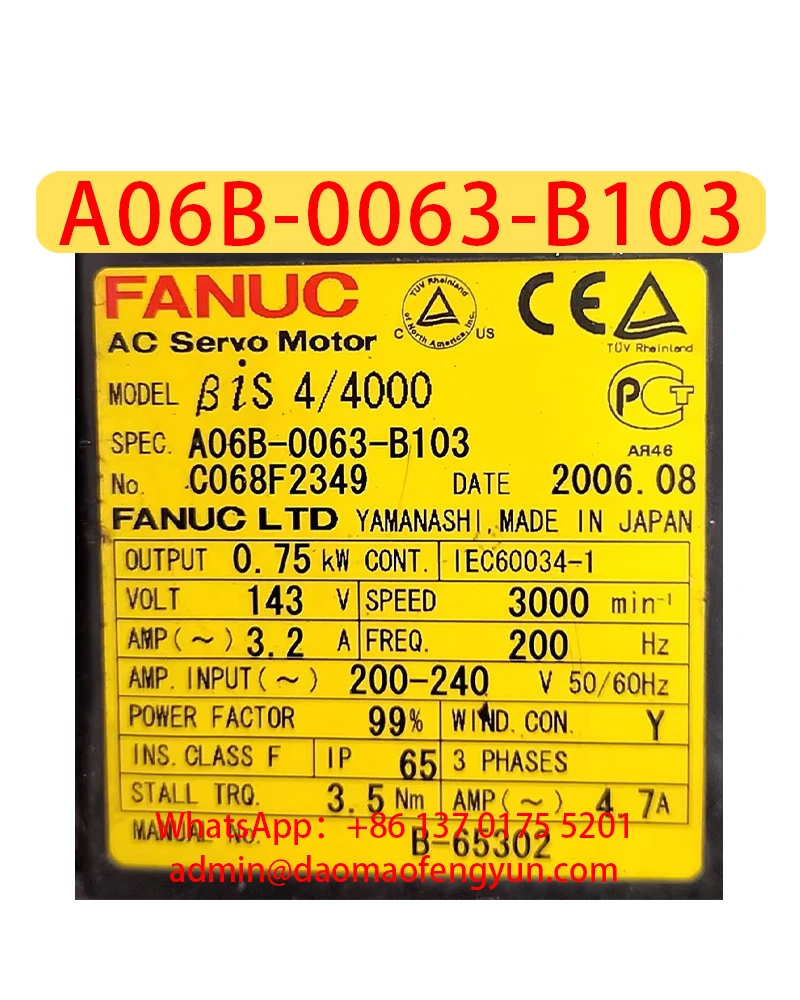 A06B-0063-B103
FANUC
TÜV Rheinland
of North America, Inc.
C US
CE
TÜV Rheinland
AC Servo Motor
MODEL βiS 4/4000
РСТ
SPEC. A06B-0063-B103
АЯ46
No. C068F2349 DATE 2006.08
FANUC LTD YAMANASHI, MADE IN JAPAN
OUTPUT 0.75 kW CONT. IEC60034-1
VOLT 143 V SPEED 3000 min⁻¹
AMP(～) 3.2 A FREQ. 200 Hz
AMP. INPUT(～) 200-240 V 50/60Hz
POWER FACTOR 99% WIND. CON. Y
INS. CLASS F IP 65 3 PHASES
STALL TRQ. 3.5 Nm AMP(～) 4.7A
MANUAL No. B-65302
WhatsApp：+86 137 0175 5201
admin@daomaofengyun.com